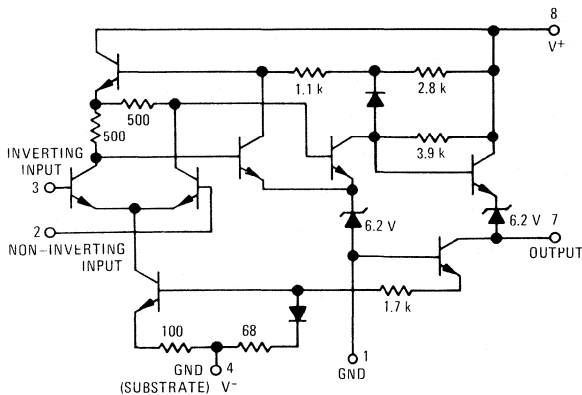 8
V+
1.1 k
2.8 k
500
500
3.9 k
INVERTING
INPUT
3
2
NON-INVERTING
INPUT
6.2 V
6.2 V
7
OUTPUT
1.7 k
100
68
GND
4
(SUBSTRATE) V−
1
GND